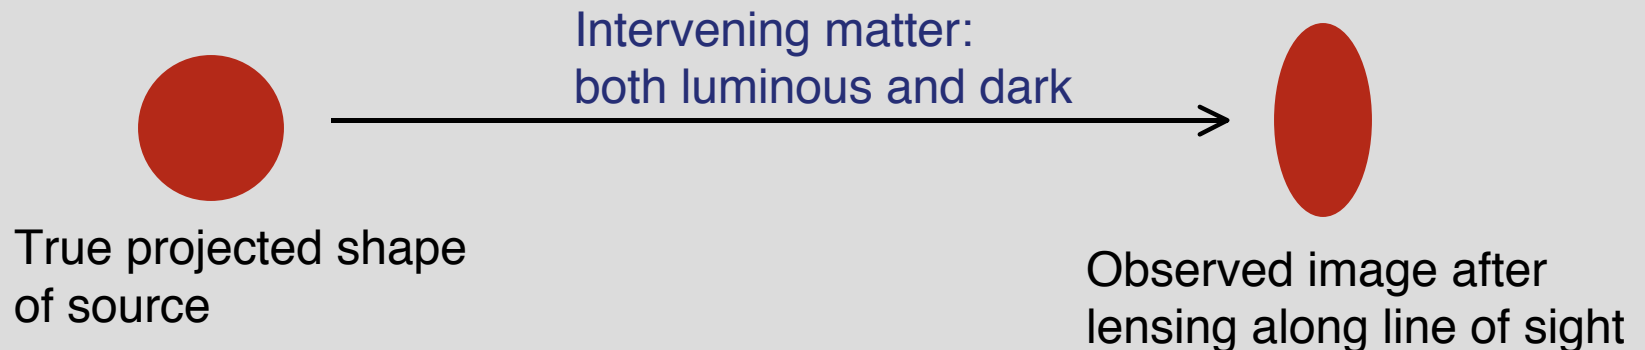 Intervening matter:
both luminous and dark
True projected shape
of source
Observed image after
lensing along line of sight